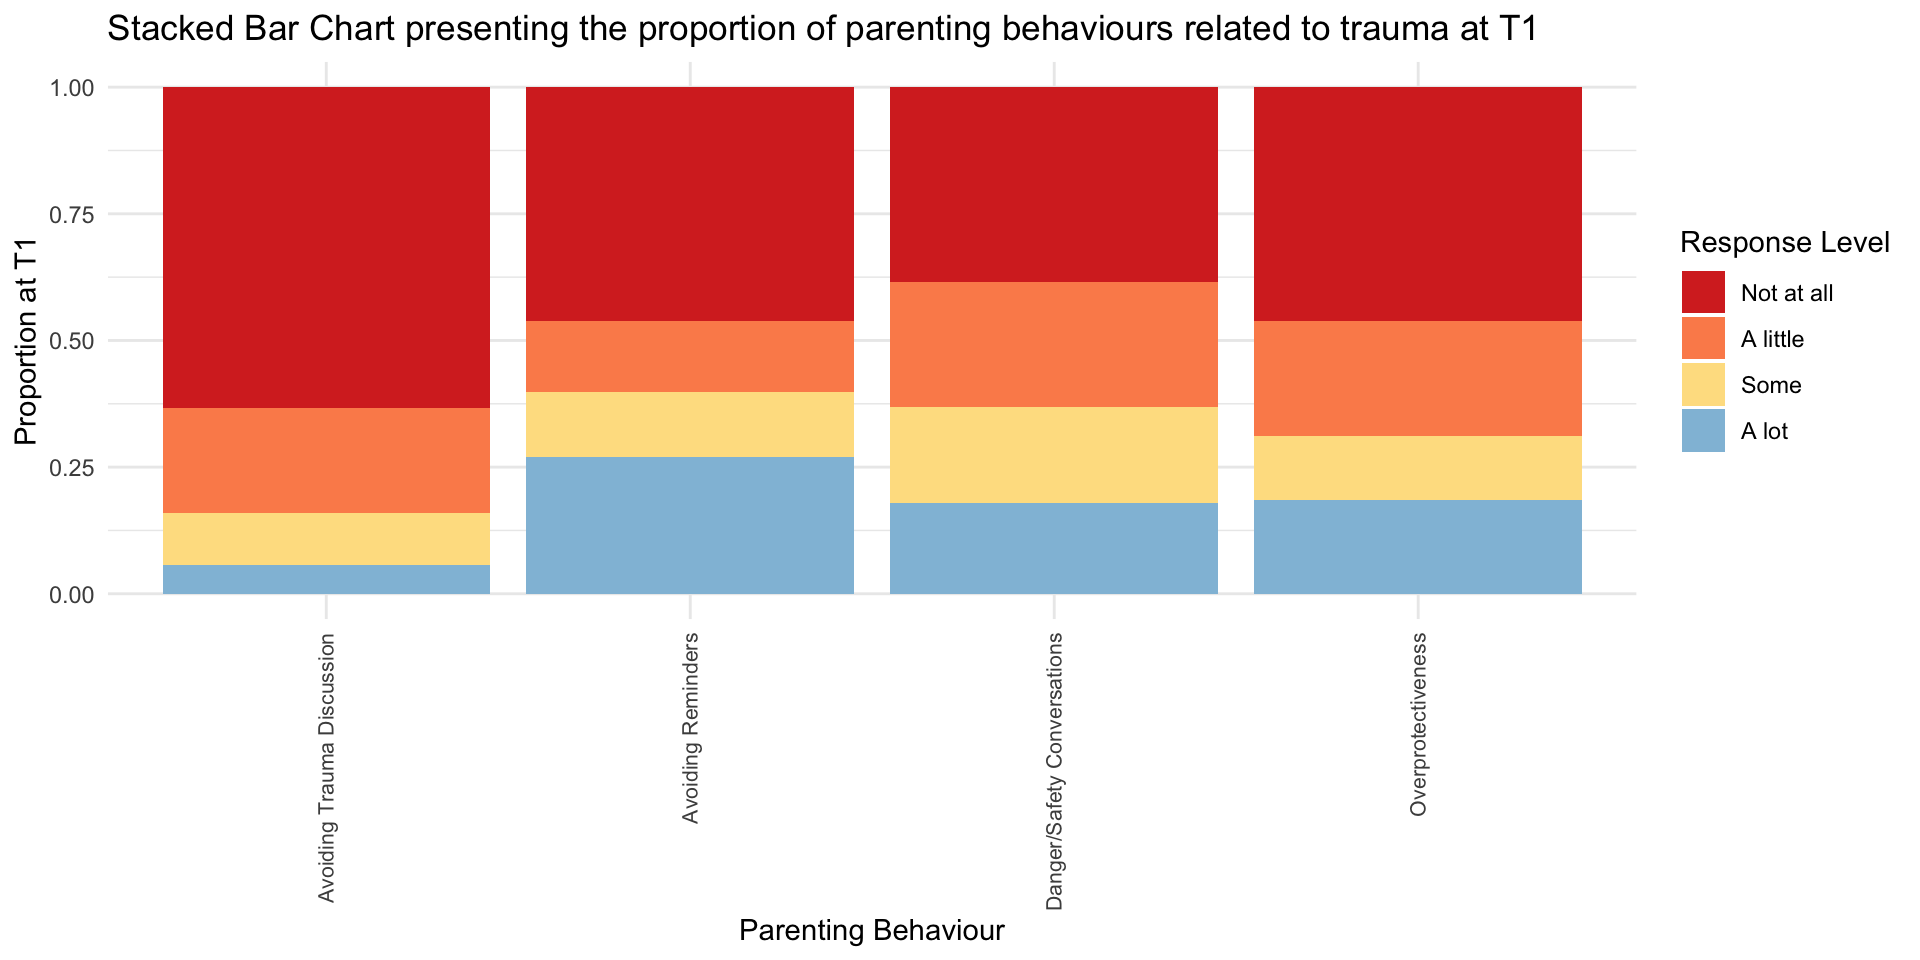 Stacked Bar Chart presenting the proportion of parenting behaviours related to trauma at T1
Proportion at T1
1.00
0.75
0.50
0.25
0.00
Avoiding Trauma Discussion
Avoiding Reminders
Danger/Safety Conversations
Overprotectiveness
Parenting Behaviour
Response Level
Not at all
A little
Some
A lot